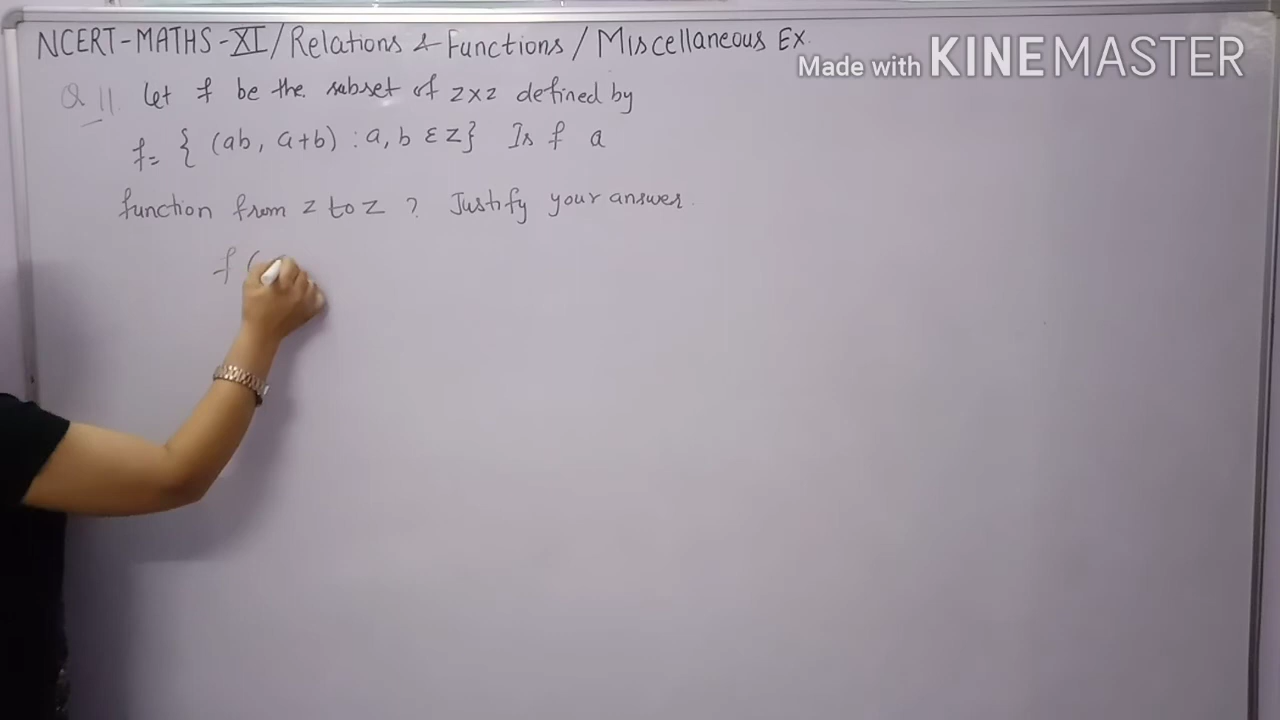 NCERT-MATHS-XI/Relations & Functions/Miscellaneous Ex.
Made with KINEMASTER
Q 11. Let f be the subset of Z×Z defined by
f= { (ab, a+b) : a, b ε Z} Is f a
function from Z to Z ? Justify your answer.
f (